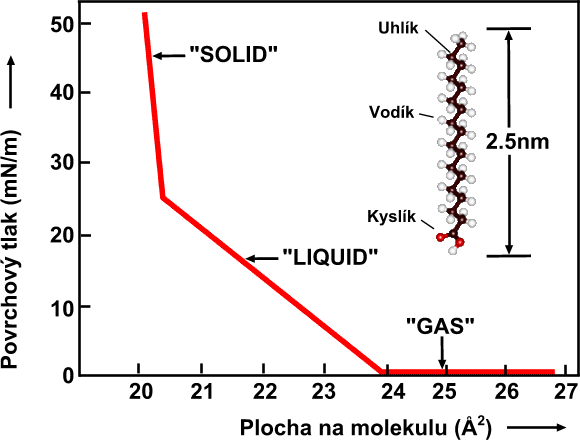 Povrchový tlak (mN/m)
50
40
30
20
10
0
"SOLID"
"LIQUID"
"GAS"
Uhlík
Vodík
Kyslík
2.5nm
20 21 22 23 24 25 26 27
Plocha na molekulu (Å²)